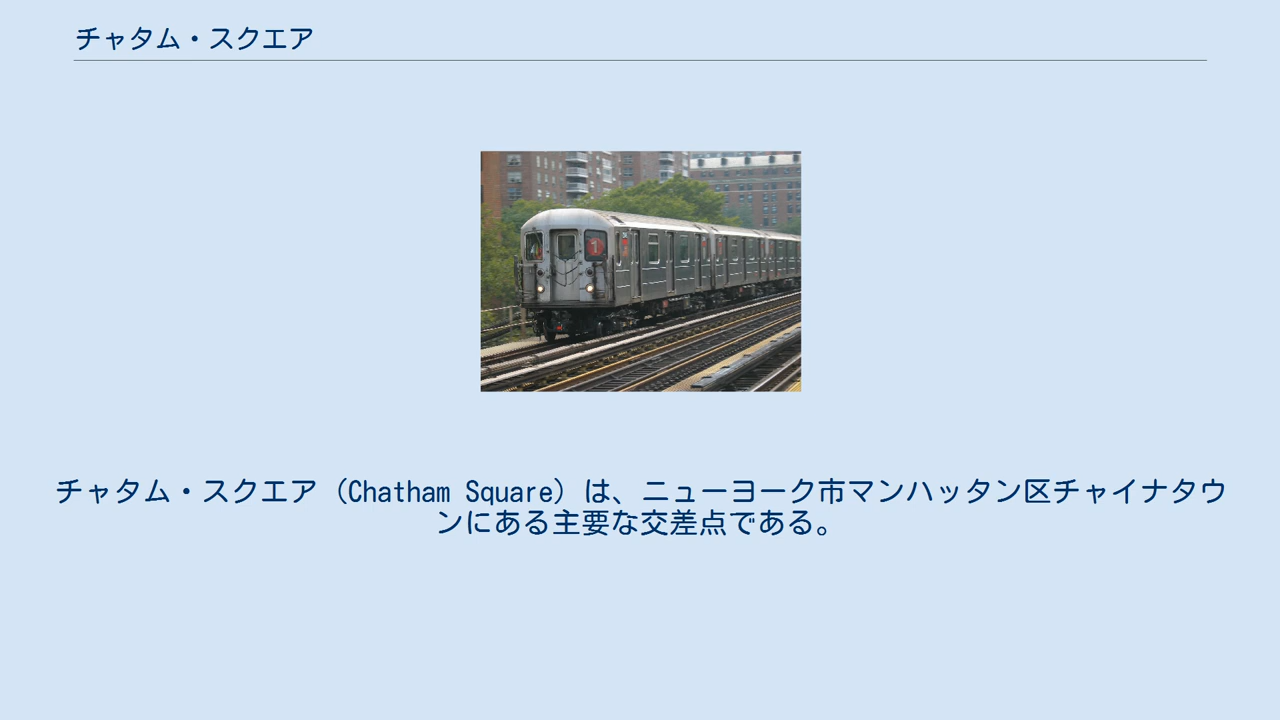 チャタム・スクエア
1
チャタム・スクエア（Chatham Square）は、ニューヨーク市マンハッタン区チャイナタウ
ンにある主要な交差点である。